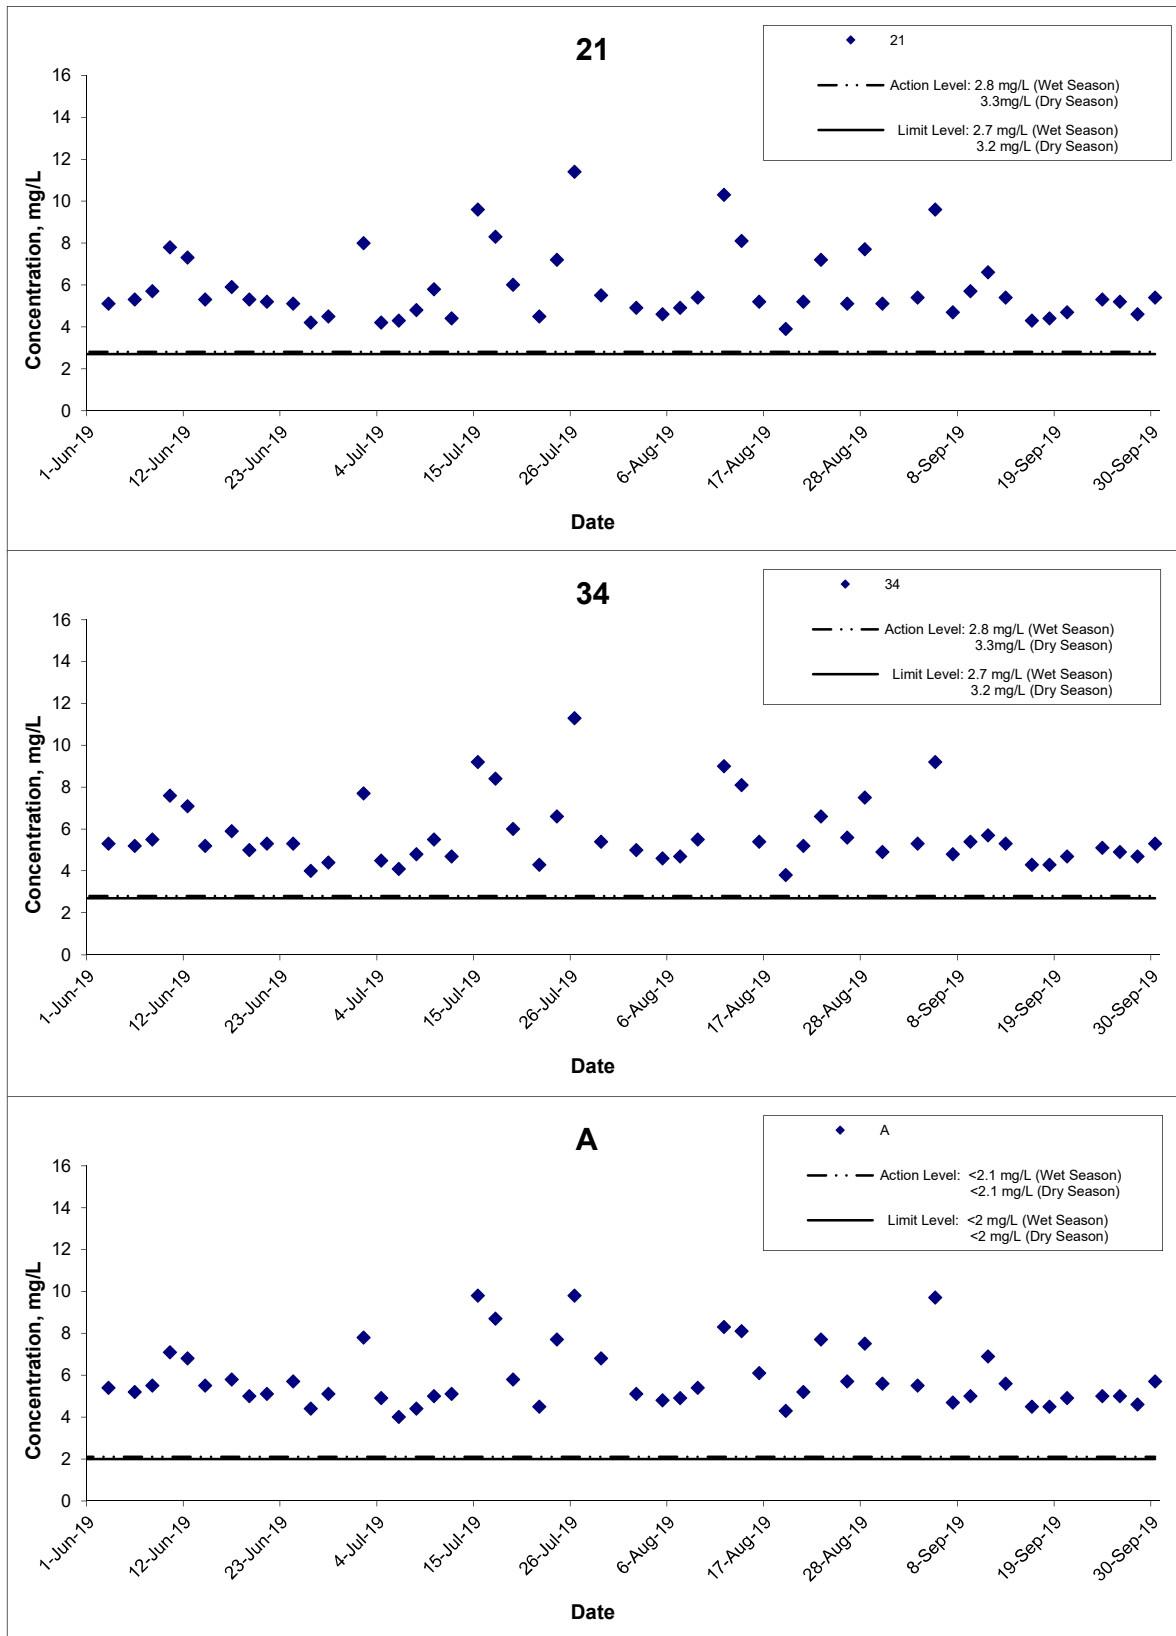 21
21
Action Level: 2.8 mg/L (Wet Season)
3.3mg/L (Dry Season)
Limit Level: 2.7 mg/L (Wet Season)
3.2 mg/L (Dry Season)
Concentration, mg/L
16
14
12
10
8
6
4
2
0
1-Jun-19
12-Jun-19
23-Jun-19
4-Jul-19
15-Jul-19
26-Jul-19
6-Aug-19
17-Aug-19
28-Aug-19
8-Sep-19
19-Sep-19
30-Sep-19
Date
34
34
Action Level: 2.8 mg/L (Wet Season)
3.3mg/L (Dry Season)
Limit Level: 2.7 mg/L (Wet Season)
3.2 mg/L (Dry Season)
Concentration, mg/L
16
14
12
10
8
6
4
2
0
1-Jun-19
12-Jun-19
23-Jun-19
4-Jul-19
15-Jul-19
26-Jul-19
6-Aug-19
17-Aug-19
28-Aug-19
8-Sep-19
19-Sep-19
30-Sep-19
Date
A
A
Action Level: <2.1 mg/L (Wet Season)
<2.1 mg/L (Dry Season)
Limit Level: <2 mg/L (Wet Season)
<2 mg/L (Dry Season)
Concentration, mg/L
16
14
12
10
8
6
4
2
0
1-Jun-19
12-Jun-19
23-Jun-19
4-Jul-19
15-Jul-19
26-Jul-19
6-Aug-19
17-Aug-19
28-Aug-19
8-Sep-19
19-Sep-19
30-Sep-19
Date